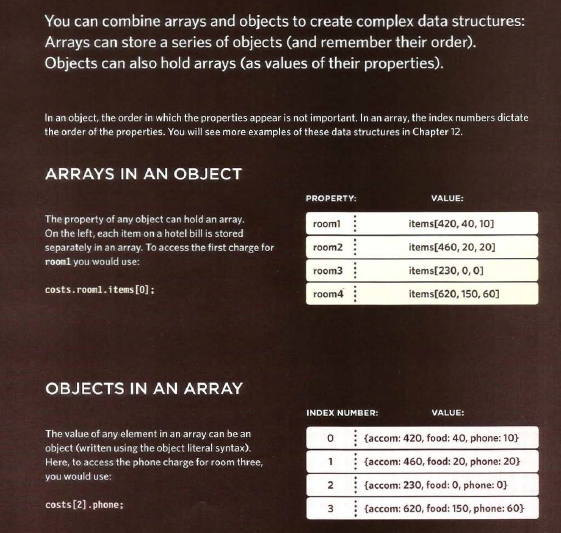 You can combine arrays and objects to create complex data structures:
Arrays can store a series of objects (and remember their order).
Objects can also hold arrays (as values of their properties).
In an object, the order in which the properties appear is not important. In an array, the index numbers dictate
the order of the properties. You will see more examples of these data structures in Chapter 12.
ARRAYS IN AN OBJECT
The property of any object can hold an array.
On the left, each item on a hotel bill is stored
separately in an array. To access the first charge for
room1 you would use:
costs.room1.items[0];
PROPERTY: VALUE:
room1 items[420, 40, 10]
room2 items[460, 20, 20]
room3 items[230, 0, 0]
room4 items[620, 150, 60]
OBJECTS IN AN ARRAY
The value of any element in an array can be an
object (written using the object literal syntax).
Here, to access the phone charge for room three,
you would use:
costs[2].phone;
INDEX NUMBER: VALUE:
0 {accom: 420, food: 40, phone: 10}
1 {accom: 460, food: 20, phone: 20}
2 {accom: 230, food: 0, phone: 0}
3 {accom: 620, food: 150, phone: 60}